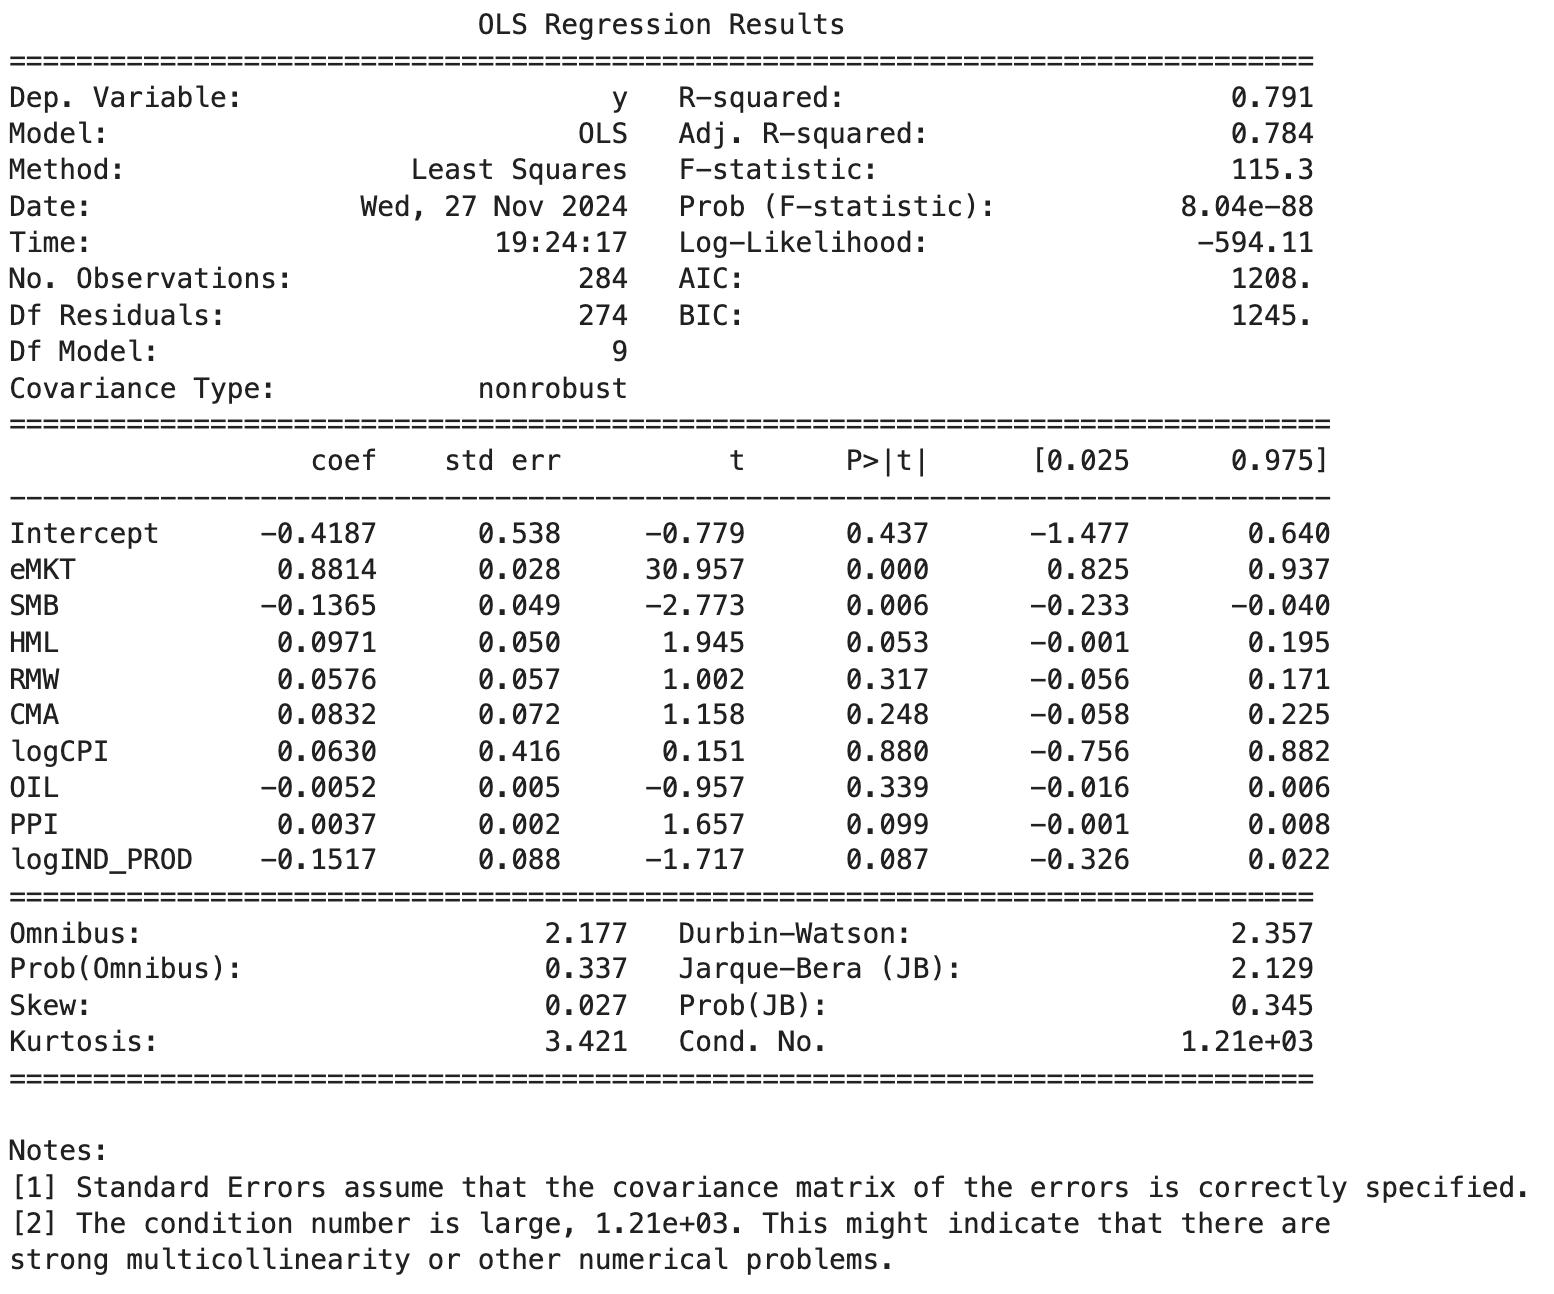 OLS Regression Results
==============================================================================
Dep. Variable:                      y   R-squared:                       0.791
Model:                            OLS   Adj. R-squared:                  0.784
Method:                 Least Squares   F-statistic:                     115.3
Date:                Wed, 27 Nov 2024   Prob (F-statistic):           8.04e-88
Time:                        19:24:17   Log-Likelihood:                -594.11
No. Observations:                 284   AIC:                             1208.
Df Residuals:                     274   BIC:                             1245.
Df Model:                           9
Covariance Type:            nonrobust
===============================================================================
                  coef    std err          t      P>|t|      [0.025      0.975]
-------------------------------------------------------------------------------
Intercept      -0.4187      0.538     -0.779      0.437      -1.477       0.640
eMKT            0.8814      0.028     30.957      0.000       0.825       0.937
SMB            -0.1365      0.049     -2.773      0.006      -0.233      -0.040
HML             0.0971      0.050      1.945      0.053      -0.001       0.195
RMW             0.0576      0.057      1.002      0.317      -0.056       0.171
CMA             0.0832      0.072      1.158      0.248      -0.058       0.225
logCPI          0.0630      0.416      0.151      0.880      -0.756       0.882
OIL            -0.0052      0.005     -0.957      0.339      -0.016       0.006
PPI             0.0037      0.002      1.657      0.099      -0.001       0.008
logIND_PROD    -0.1517      0.088     -1.717      0.087      -0.326       0.022
==============================================================================
Omnibus:                        2.177   Durbin-Watson:                   2.357
Prob(Omnibus):                  0.337   Jarque-Bera (JB):                2.129
Skew:                           0.027   Prob(JB):                        0.345
Kurtosis:                       3.421   Cond. No.                     1.21e+03
==============================================================================
Notes:
[1] Standard Errors assume that the covariance matrix of the errors is correctly specified.
[2] The condition number is large, 1.21e+03. This might indicate that there are
strong multicollinearity or other numerical problems.